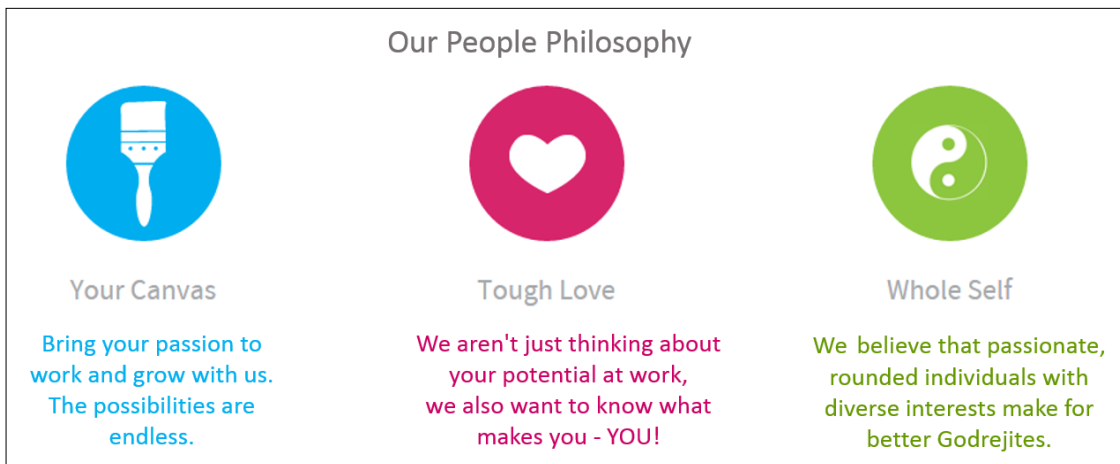 Our People Philosophy
Your Canvas
Bring your passion to
work and grow with us.
The possibilities are
endless.
Tough Love
We aren't just thinking about
your potential at work,
we also want to know what
makes you - YOU!
Whole Self
We believe that passionate,
rounded individuals with
diverse interests make for
better Godrejites.